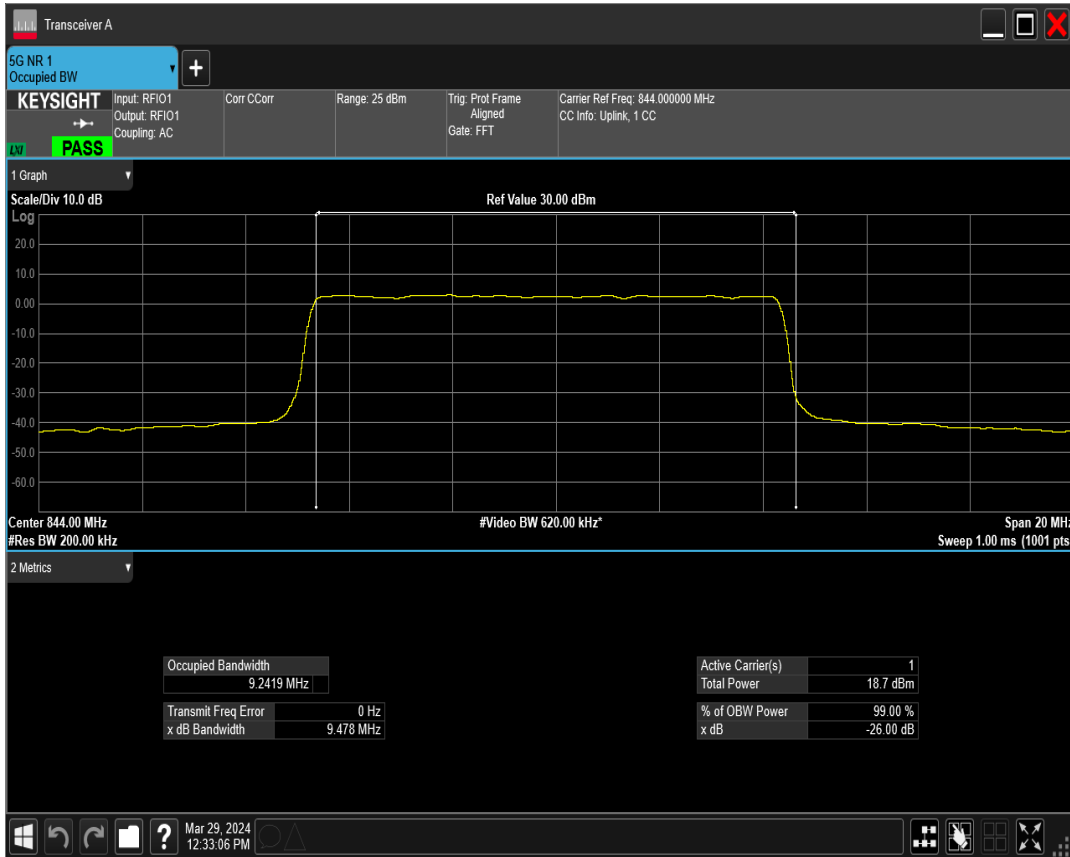 Transceiver A
5G NR 1
Occupied BW
+
KEYSIGHT
LXI
PASS
Input: RFIO1
Output: RFIO1
Coupling: AC
Corr CCorr
Range: 25 dBm
Trig: Prot Frame
Aligned
Gate: FFT
Carrier Ref Freq: 844.000000 MHz
CC Info: Uplink, 1 CC
1 Graph
Scale/Div 10.0 dB
Ref Value 30.00 dBm
Log
20.0
10.0
0.00
-10.0
-20.0
-30.0
-40.0
-50.0
-60.0
Center 844.00 MHz
#Video BW 620.00 kHz*
Span 20 MHz
#Res BW 200.00 kHz
Sweep 1.00 ms (1001 pts
2 Metrics
Occupied Bandwidth
9.2419 MHz
Transmit Freq Error 0 Hz
x dB Bandwidth 9.478 MHz
Active Carrier(s) 1
Total Power 18.7 dBm
% of OBW Power 99.00 %
x dB -26.00 dB
?
Mar 29, 2024
12:33:06 PM